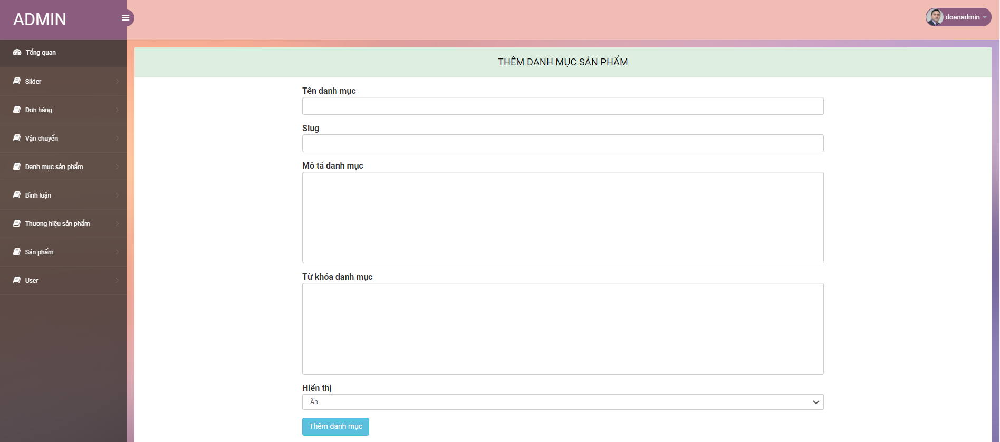 ADMIN
doanadmin
Tổng quan
Slider
Đơn hàng
Vận chuyển
Danh mục sản phẩm
Bình luận
Thương hiệu sản phẩm
Sản phẩm
User
THÊM DANH MỤC SẢN PHẨM
Tên danh mục
Slug
Mô tả danh mục
Từ khóa danh mục
Hiển thị
Ân
Thêm danh mục